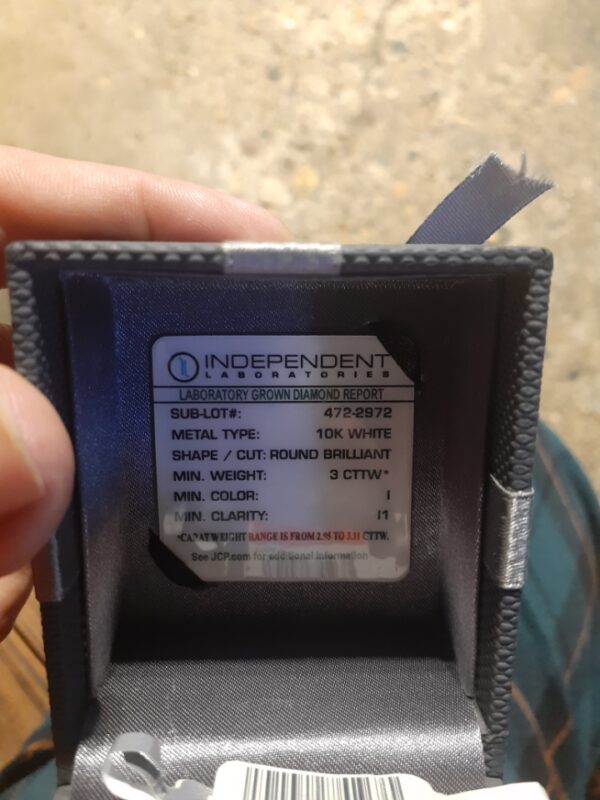 INDEPENDENT
LABORATORIES
LABORATORY GROWN DIAMOND REPORT
SUB-LOT#: 472-2972
METAL TYPE: 10K WHITE
SHAPE / CUT: ROUND BRILLIANT
MIN. WEIGHT: 3 CTTW*
MIN. COLOR: I
MIN. CLARITY: I1
*CARAT WEIGHT RANGE IS FROM 2.95 TO 3.11 CTTW.
See JCP.com for additional information